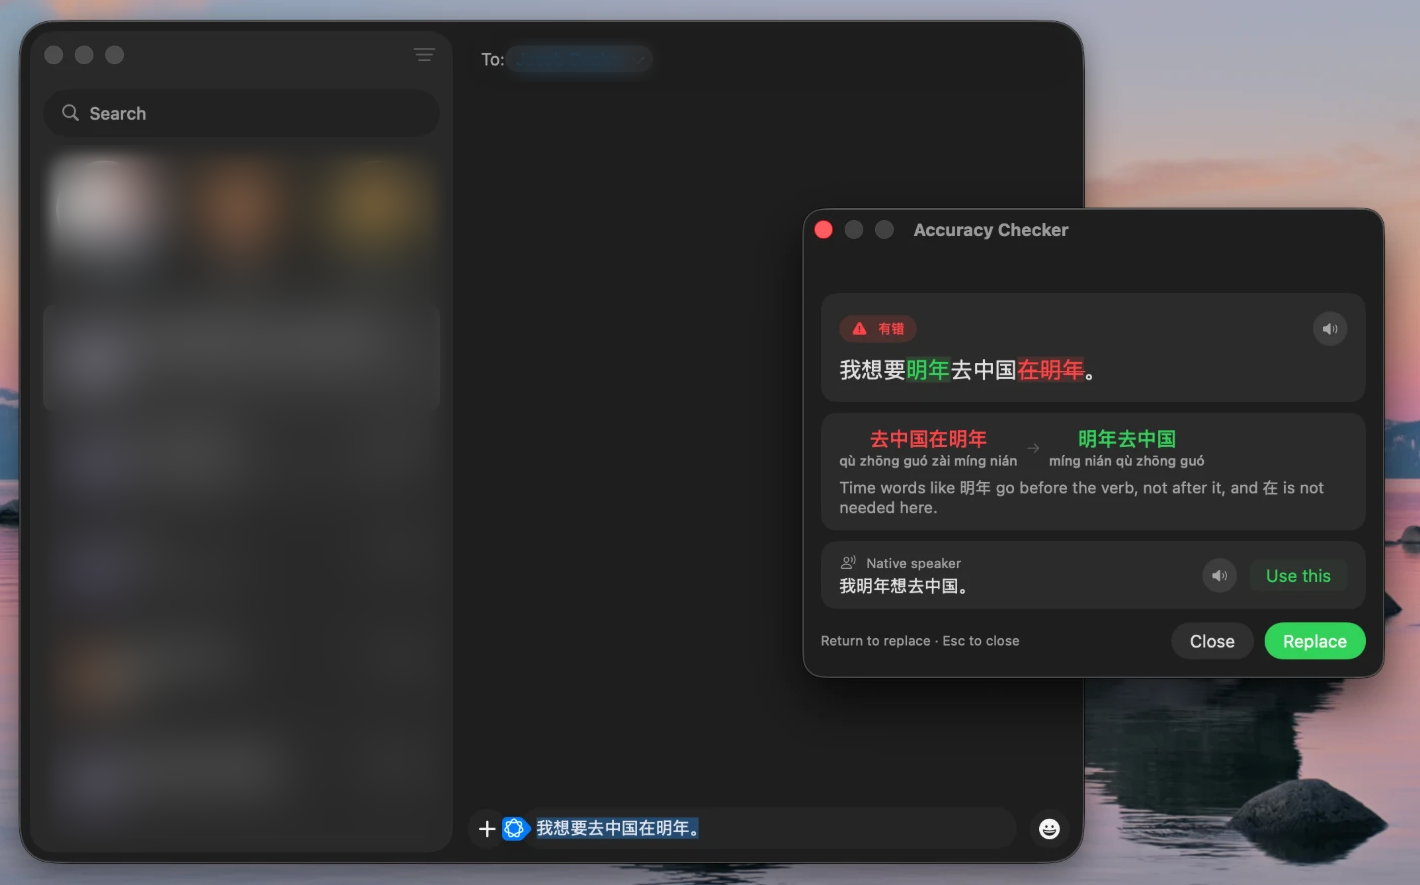 To:
Search
Accuracy Checker
有错
我想要明年去中国在明年。
去中国在明年 → 明年去中国
qù zhōng guó zài míng nián míng nián qù zhōng guó
Time words like 明年 go before the verb, not after it, and 在 is not
needed here.
Native speaker
我明年想去中国。
Use this
Return to replace · Esc to close
Close
Replace
我想要去中国在明年。